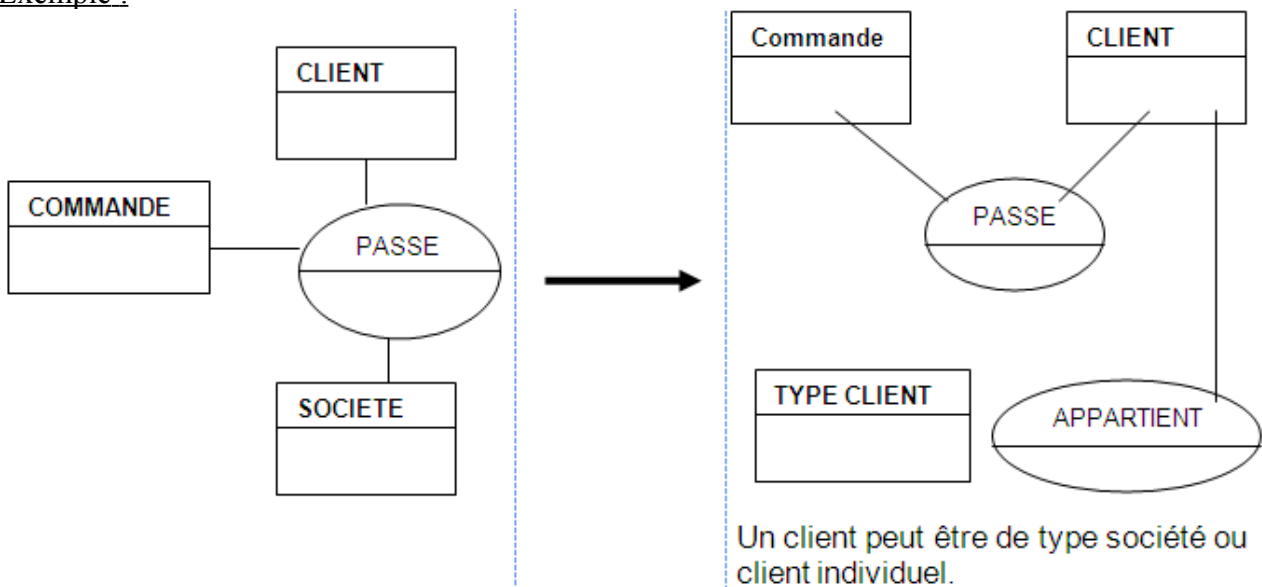 Exemple :
CLIENT
COMMANDE
PASSE
SOCIETE
Commande
CLIENT
PASSE
TYPE CLIENT
APPARTIENT
Un client peut être de type société ou
client individuel.